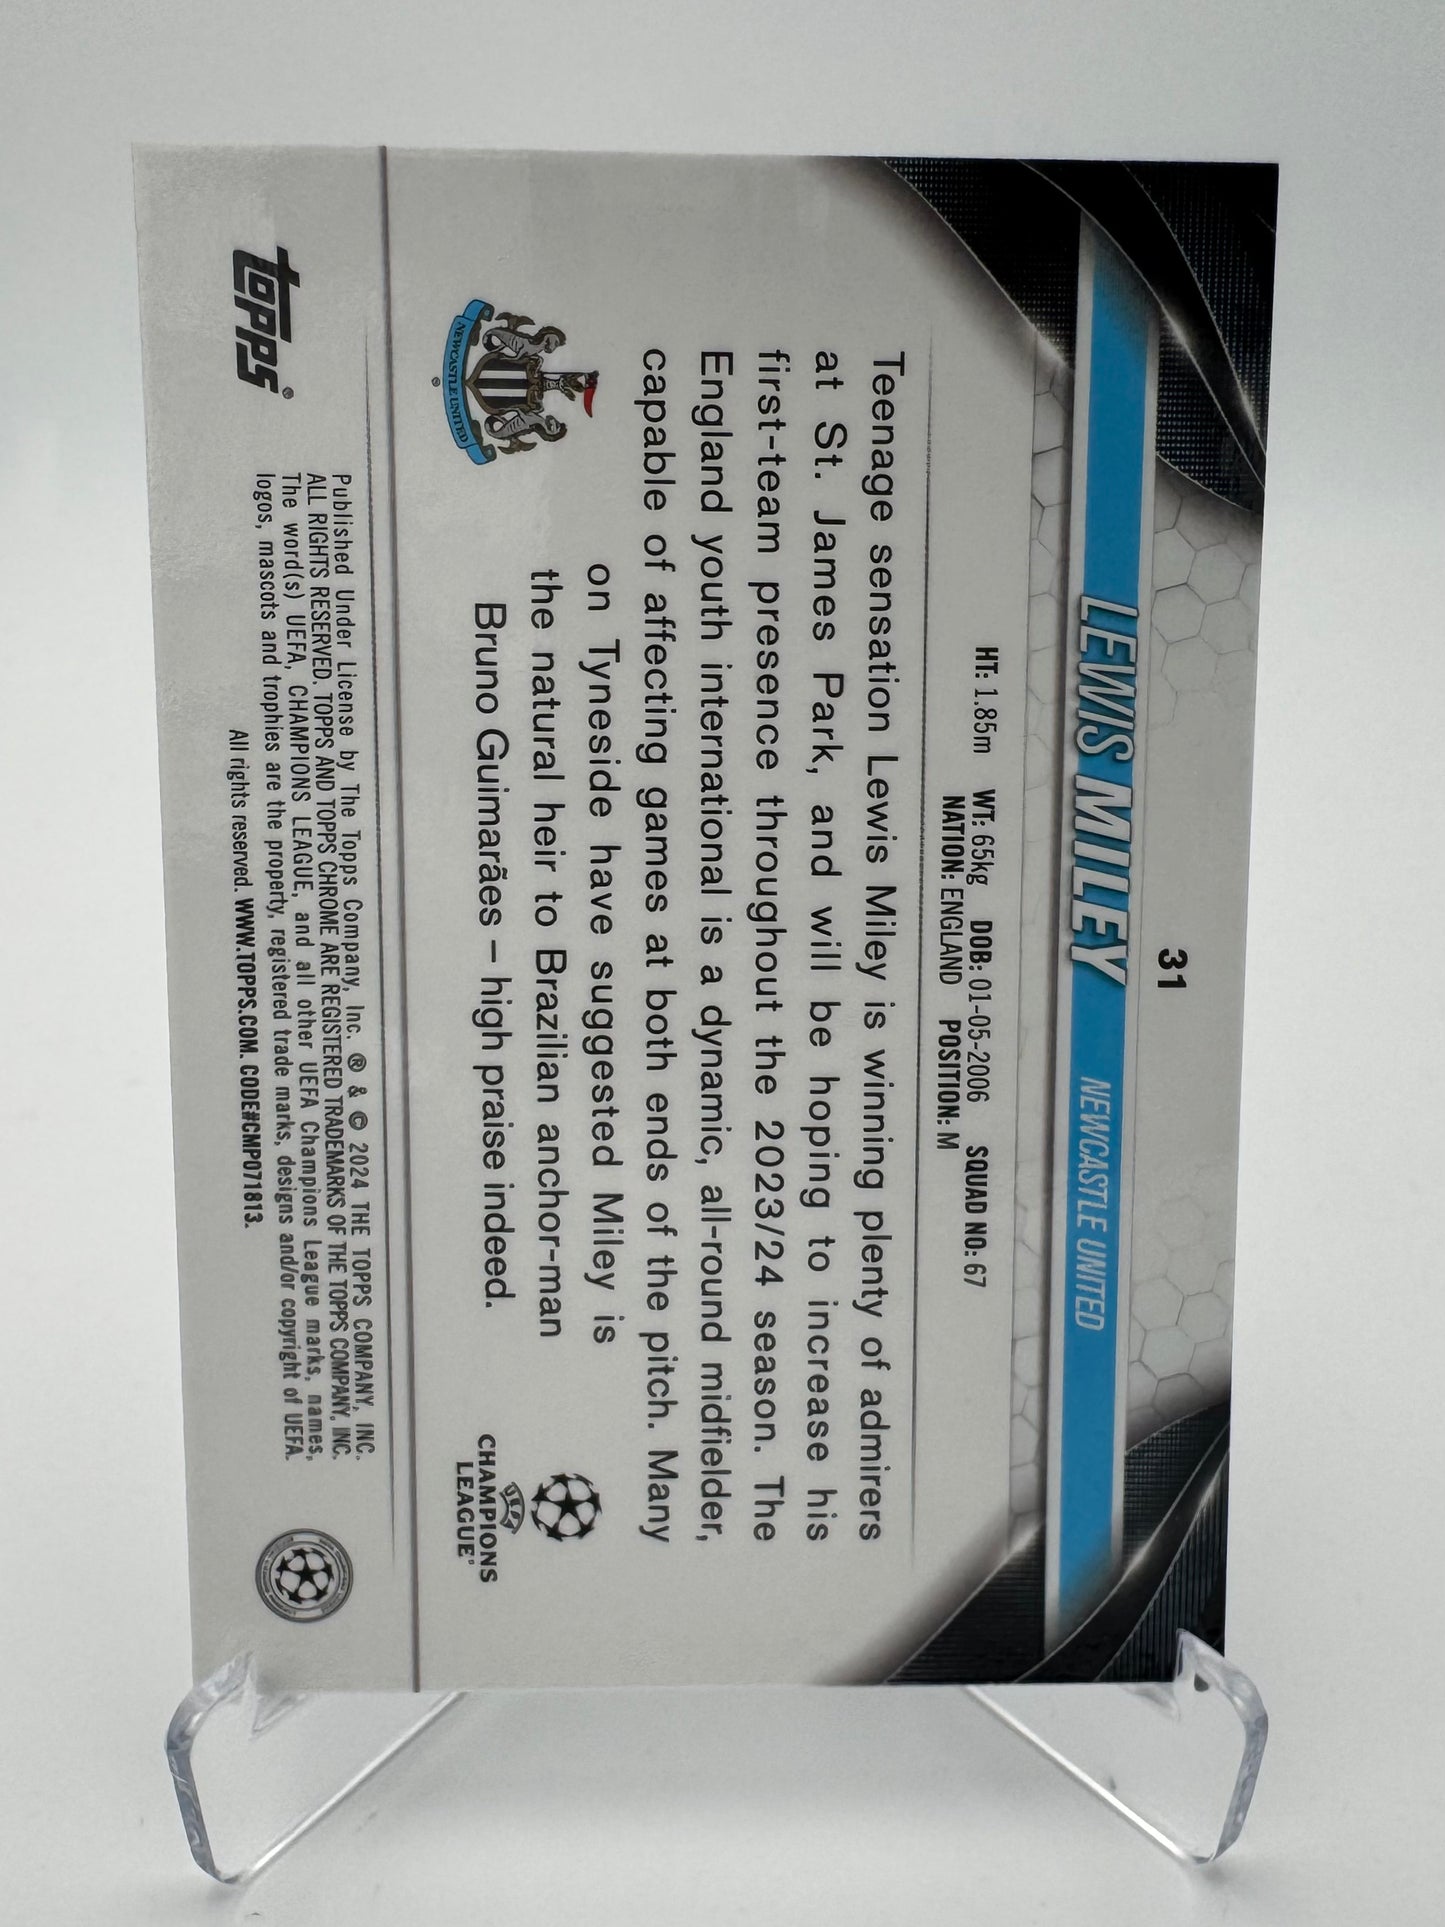 31
LEWIS MILEY NEWCASTLE UNITED
HT: 1.85m WT: 65kg DOB: 01-05-2006 SQUAD NO: 67
NATION: ENGLAND POSITION: M
Teenage sensation Lewis Miley is winning plenty of admirers
at St. James Park, and will be hoping to increase his
first-team presence throughout the 2023/24 season. The
England youth international is a dynamic, all-round midfielder,
capable of affecting games at both ends of the pitch. Many
on Tyneside have suggested Miley is
the natural heir to Brazilian anchor-man
Bruno Guimarães – high praise indeed.
NEWCASTLE UNITED
®
UEFA
CHAMPIONS
LEAGUE®
topps®
Published Under License by The Topps Company, Inc. ® & © 2024 THE TOPPS COMPANY, INC.
ALL RIGHTS RESERVED. TOPPS AND TOPPS CHROME ARE REGISTERED TRADEMARKS OF THE TOPPS COMPANY, INC.
The word(s) UEFA, CHAMPIONS LEAGUE, and all other UEFA Champions League marks, names,
logos, mascots and trophies are the property, registered trade marks, designs and/or copyright of UEFA.
All rights reserved. WWW.TOPPS.COM. CODE#CMP071813.